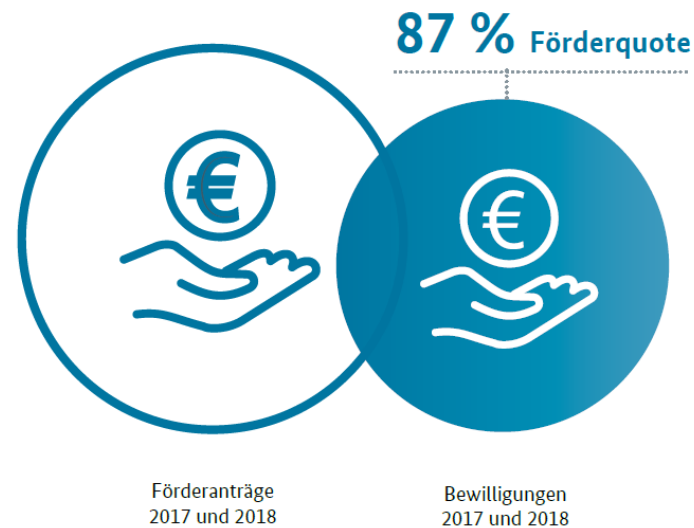 87 % Förderquote
€
€
Förderanträge
2017 und 2018
Bewilligungen
2017 und 2018